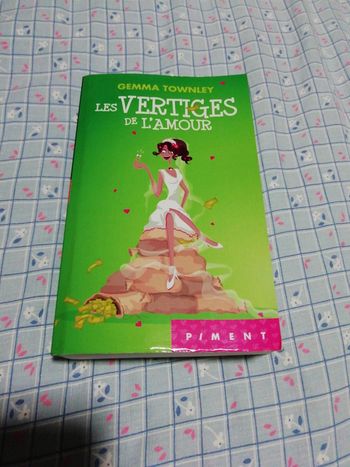 GEMMA TOWNLEY
LES VERTIGES
DE L'AMOUR
PIMENT